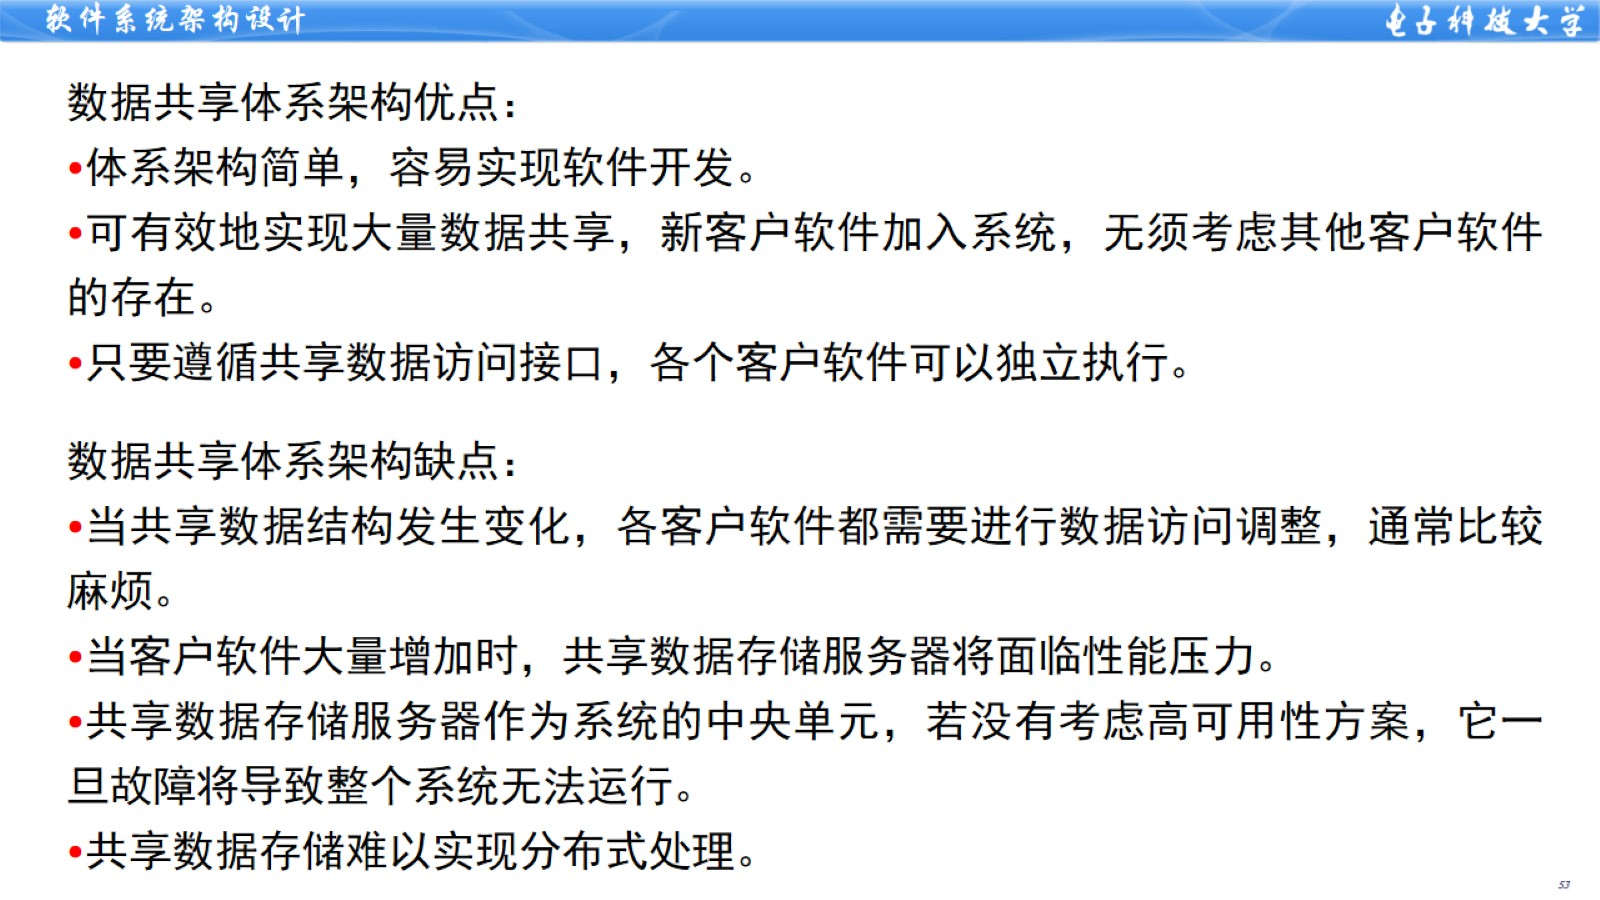 软件系统架构设计
电子科技大学
数据共享体系架构优点：
•体系架构简单，容易实现软件开发。
•可有效地实现大量数据共享，新客户软件加入系统，无须考虑其他客户软件
的存在。
•只要遵循共享数据访问接口，各个客户软件可以独立执行。
数据共享体系架构缺点：
•当共享数据结构发生变化，各客户软件都需要进行数据访问调整，通常比较
麻烦。
•当客户软件大量增加时，共享数据存储服务器将面临性能压力。
•共享数据存储服务器作为系统的中央单元，若没有考虑高可用性方案，它一
旦故障将导致整个系统无法运行。
•共享数据存储难以实现分布式处理。
53